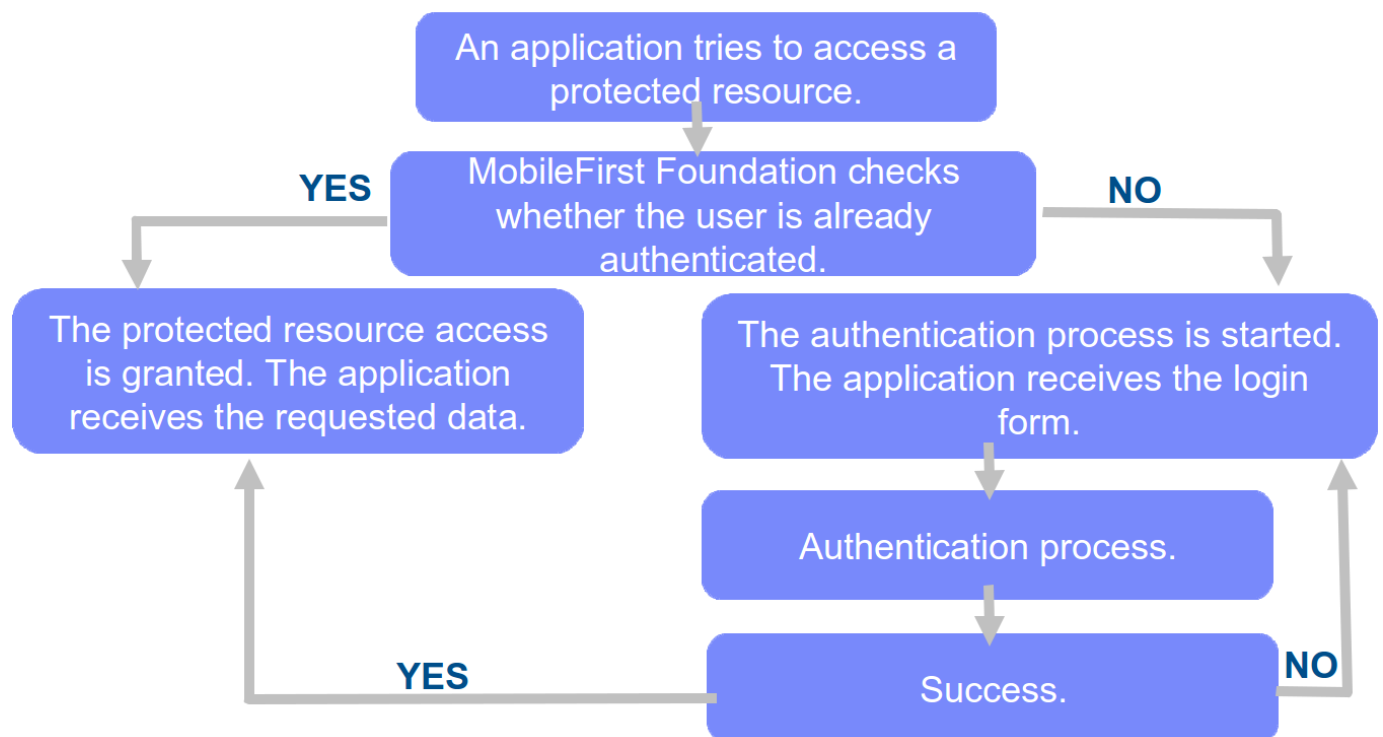 An application tries to access a
protected resource.
YES
MobileFirst Foundation checks
whether the user is already
authenticated.
NO
The protected resource access
is granted. The application
receives the requested data.
The authentication process is started.
The application receives the login
form.
Authentication process.
YES
Success.
NO